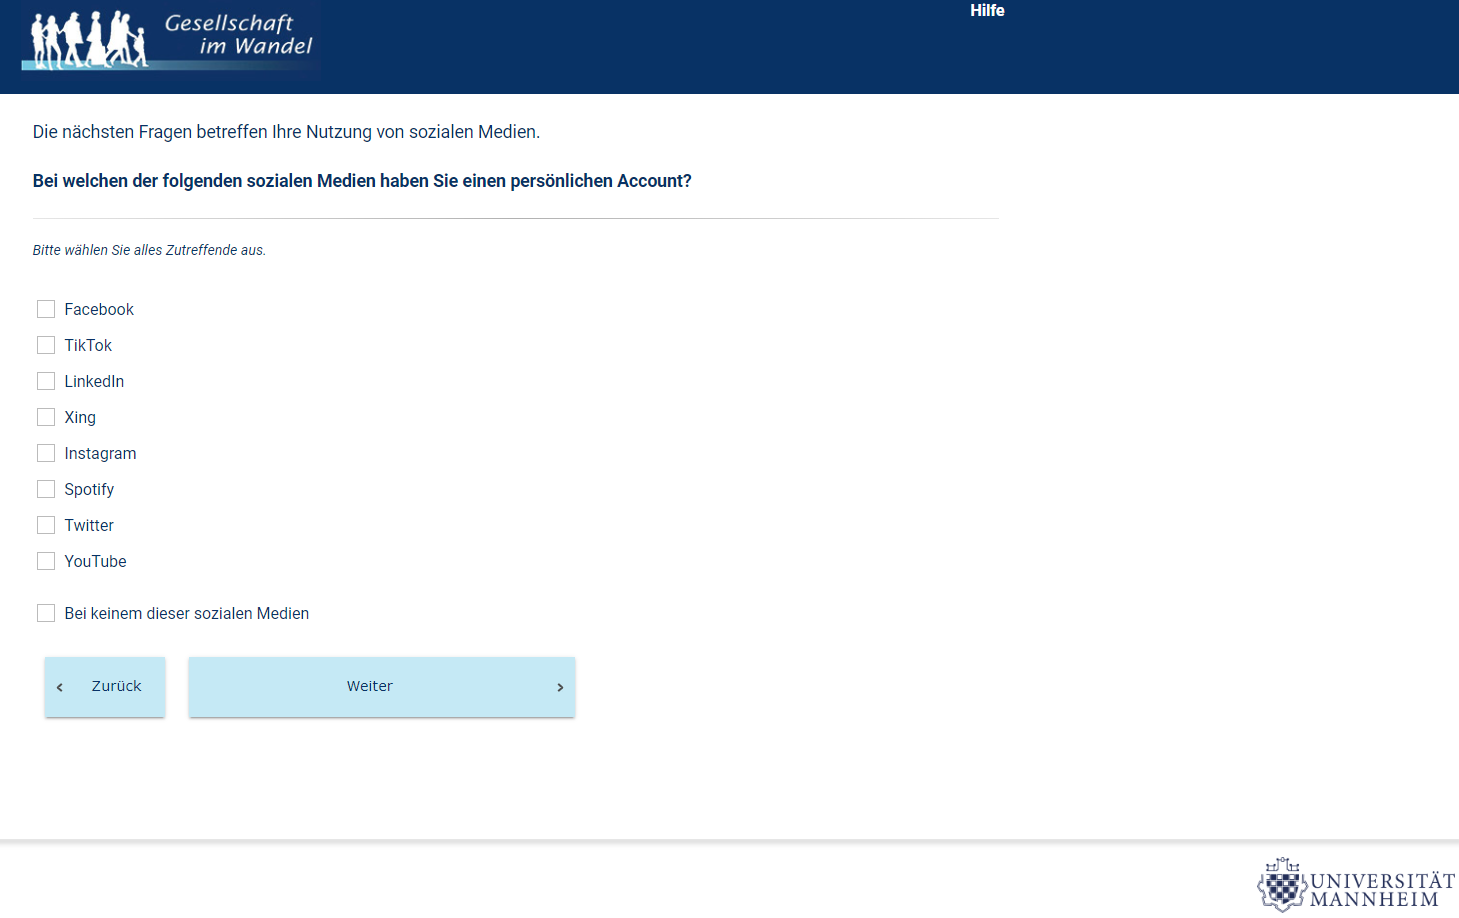 Gesellschaft
im Wandel
Hilfe
Die nächsten Fragen betreffen Ihre Nutzung von sozialen Medien.
Bei welchen der folgenden sozialen Medien haben Sie einen persönlichen Account?
Bitte wählen Sie alles Zutreffende aus.
Facebook
TikTok
LinkedIn
Xing
Instagram
Spotify
Twitter
YouTube
Bei keinem dieser sozialen Medien
‹ Zurück
Weiter ›
UNIVERSITÄT
MANNHEIM